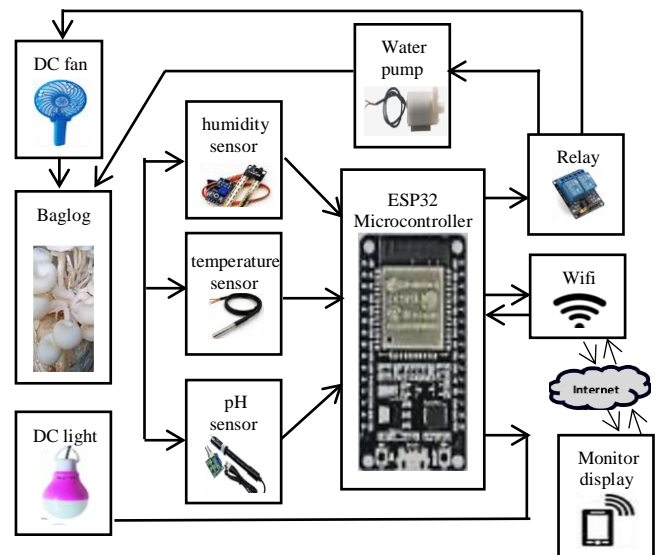 DC fan
Water
pump
humidity
sensor
Relay
ESP32
Microcontroller
Baglog
temperature
sensor
Wifi
Internet
pH
sensor
DC light
Monitor
display